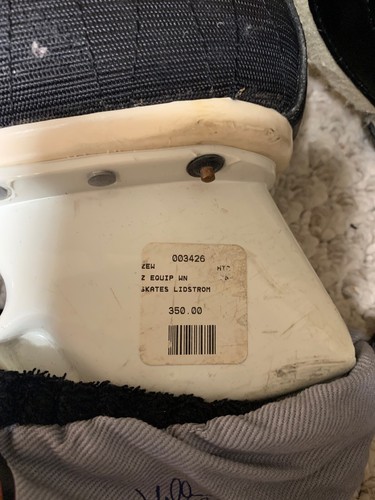 003426
Z EQUIP WN
SKATES LIDSTROM
350.00